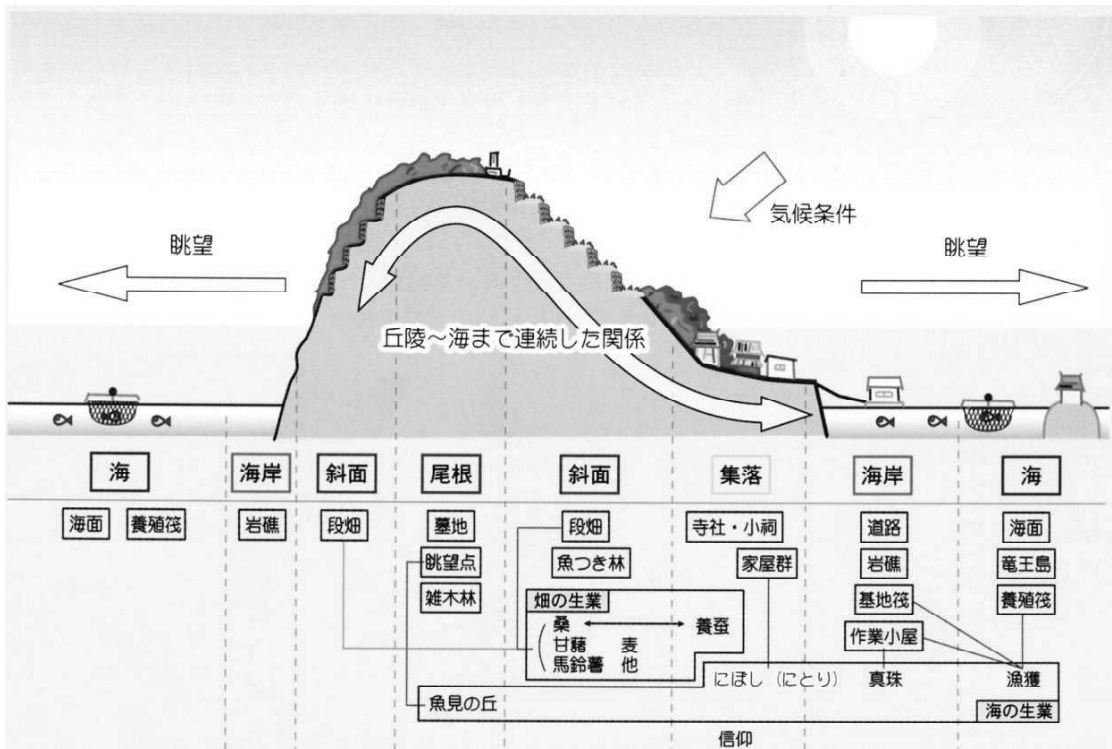 気候条件
眺望
眺望
丘陵～海まで連続した関係
海
海岸
斜面
尾根
斜面
集落
海岸
海
海面 養殖筏
岩礁
段畑
墓地
段畑
寺社・小祠
道路
海面
眺望点
魚つき林
家屋群
岩礁
竜王島
雑木林
畑の生業
基地筏
養殖筏
桑
養蚕
作業小屋
甘藷 麦
馬鈴薯 他
にぼし（にとり）
真珠
漁獲
魚見の丘
海の生業
信仰